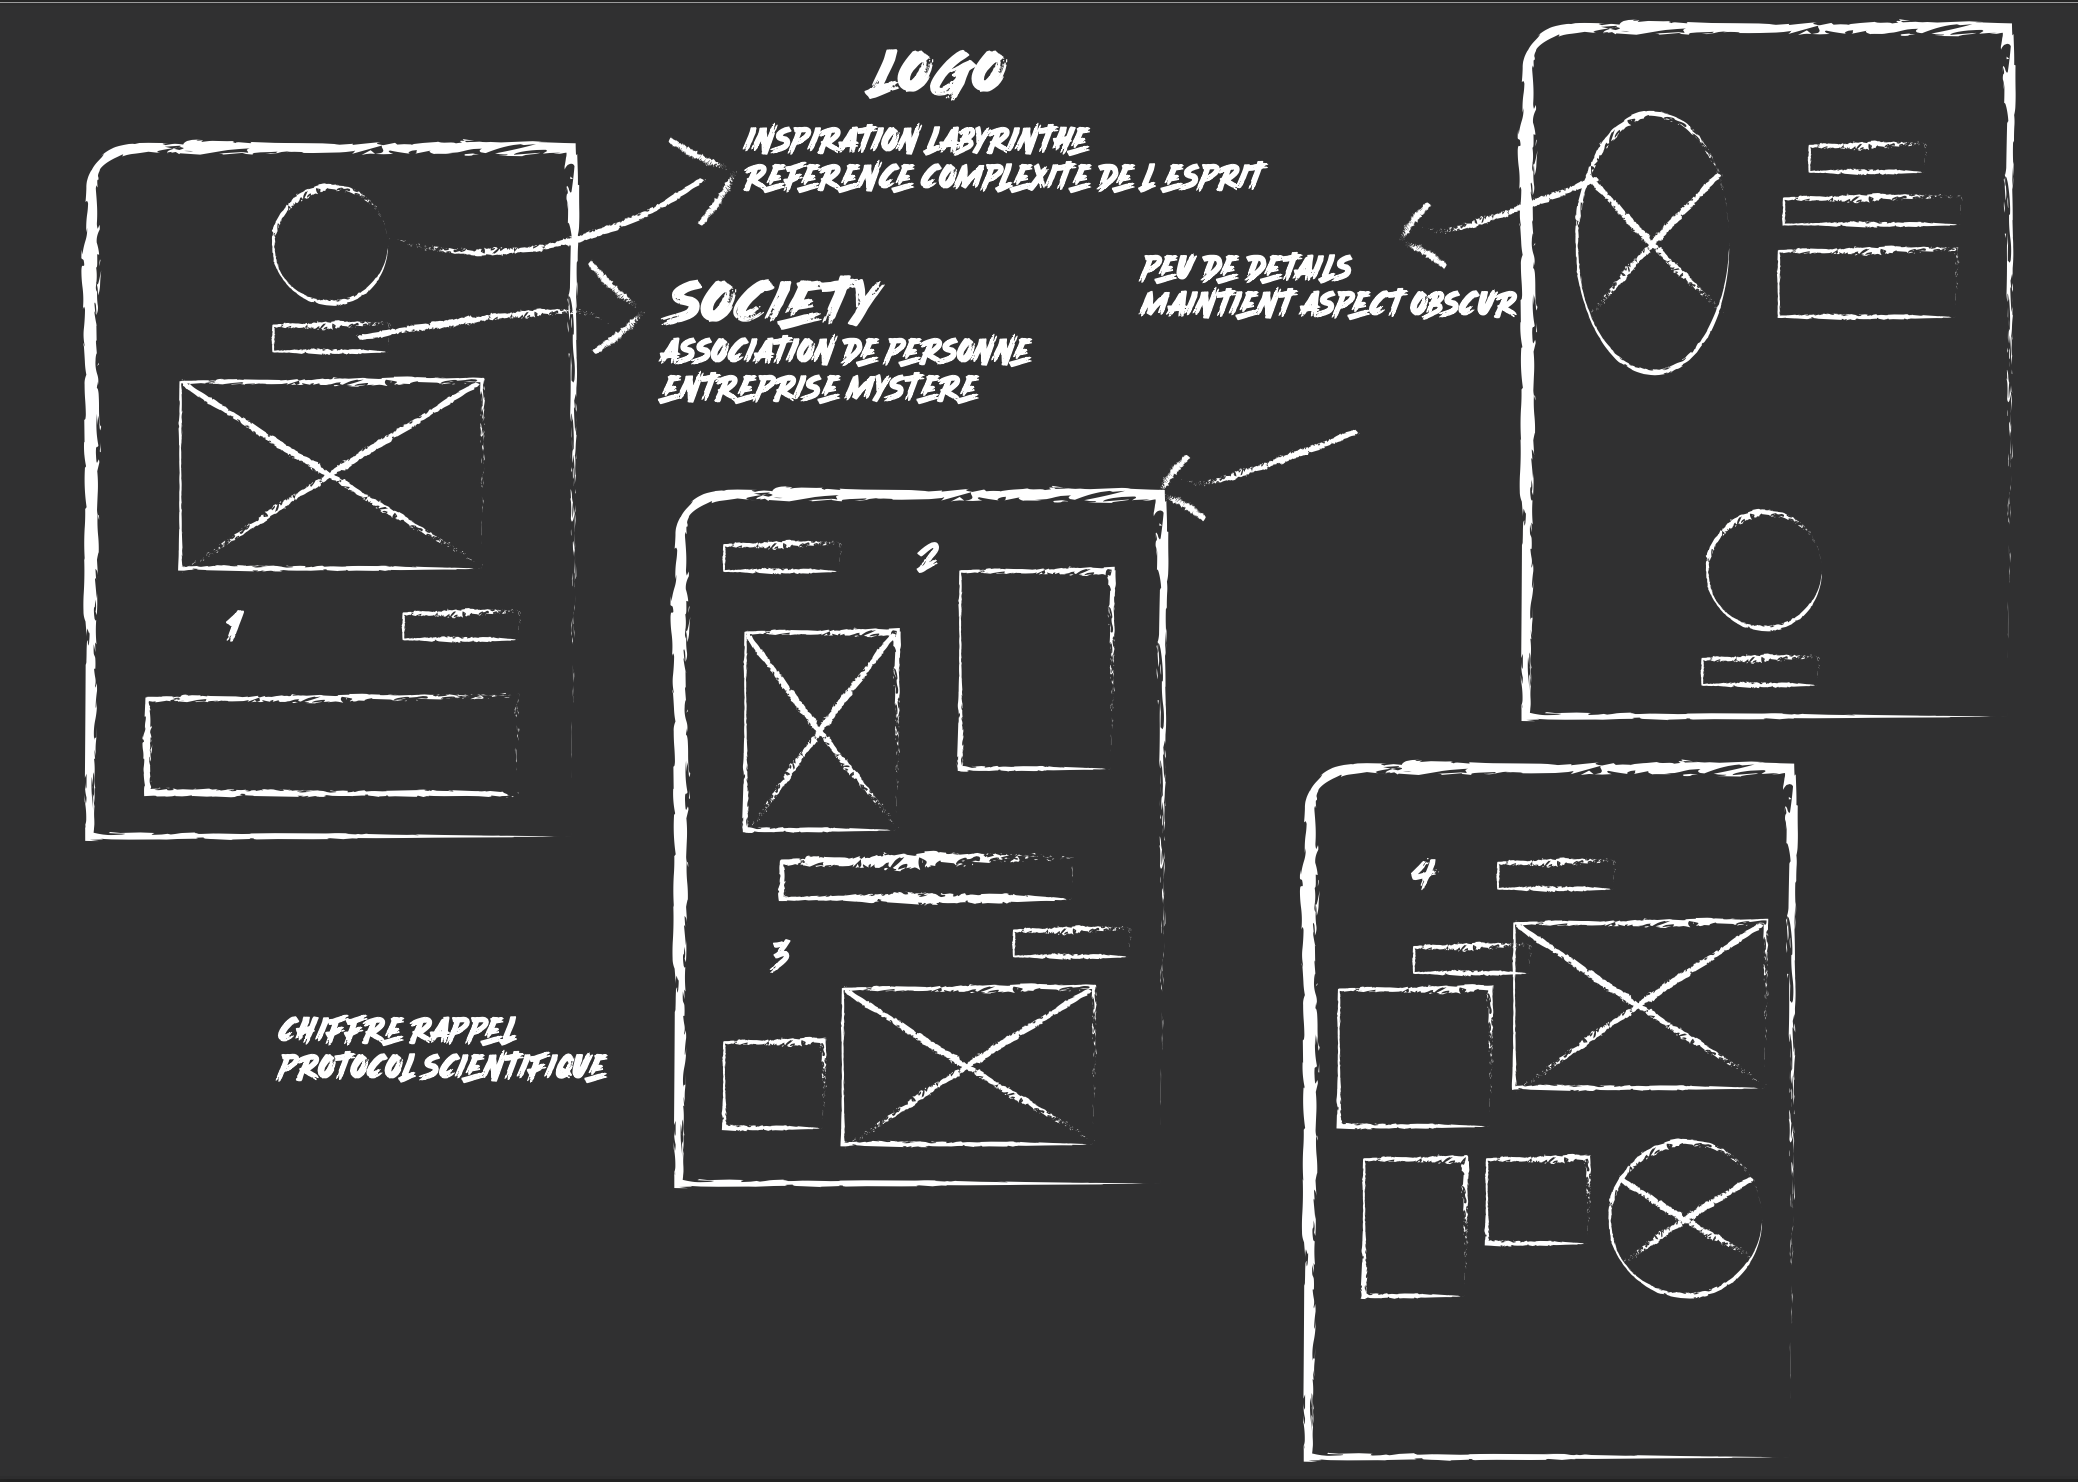 LOGO
INSPIRATION LABYRINTHE
REFERENCE COMPLEXITE DE L ESPRIT
SOCIETY
ASSOCIATION DE PERSONNE
ENTREPRISE MYSTERE
PEU DE DETAILS
MAINTIENT ASPECT OBSCUR
1
2
3
CHIFFRE RAPPEL
PROTOCOL SCIENTIFIQUE
4